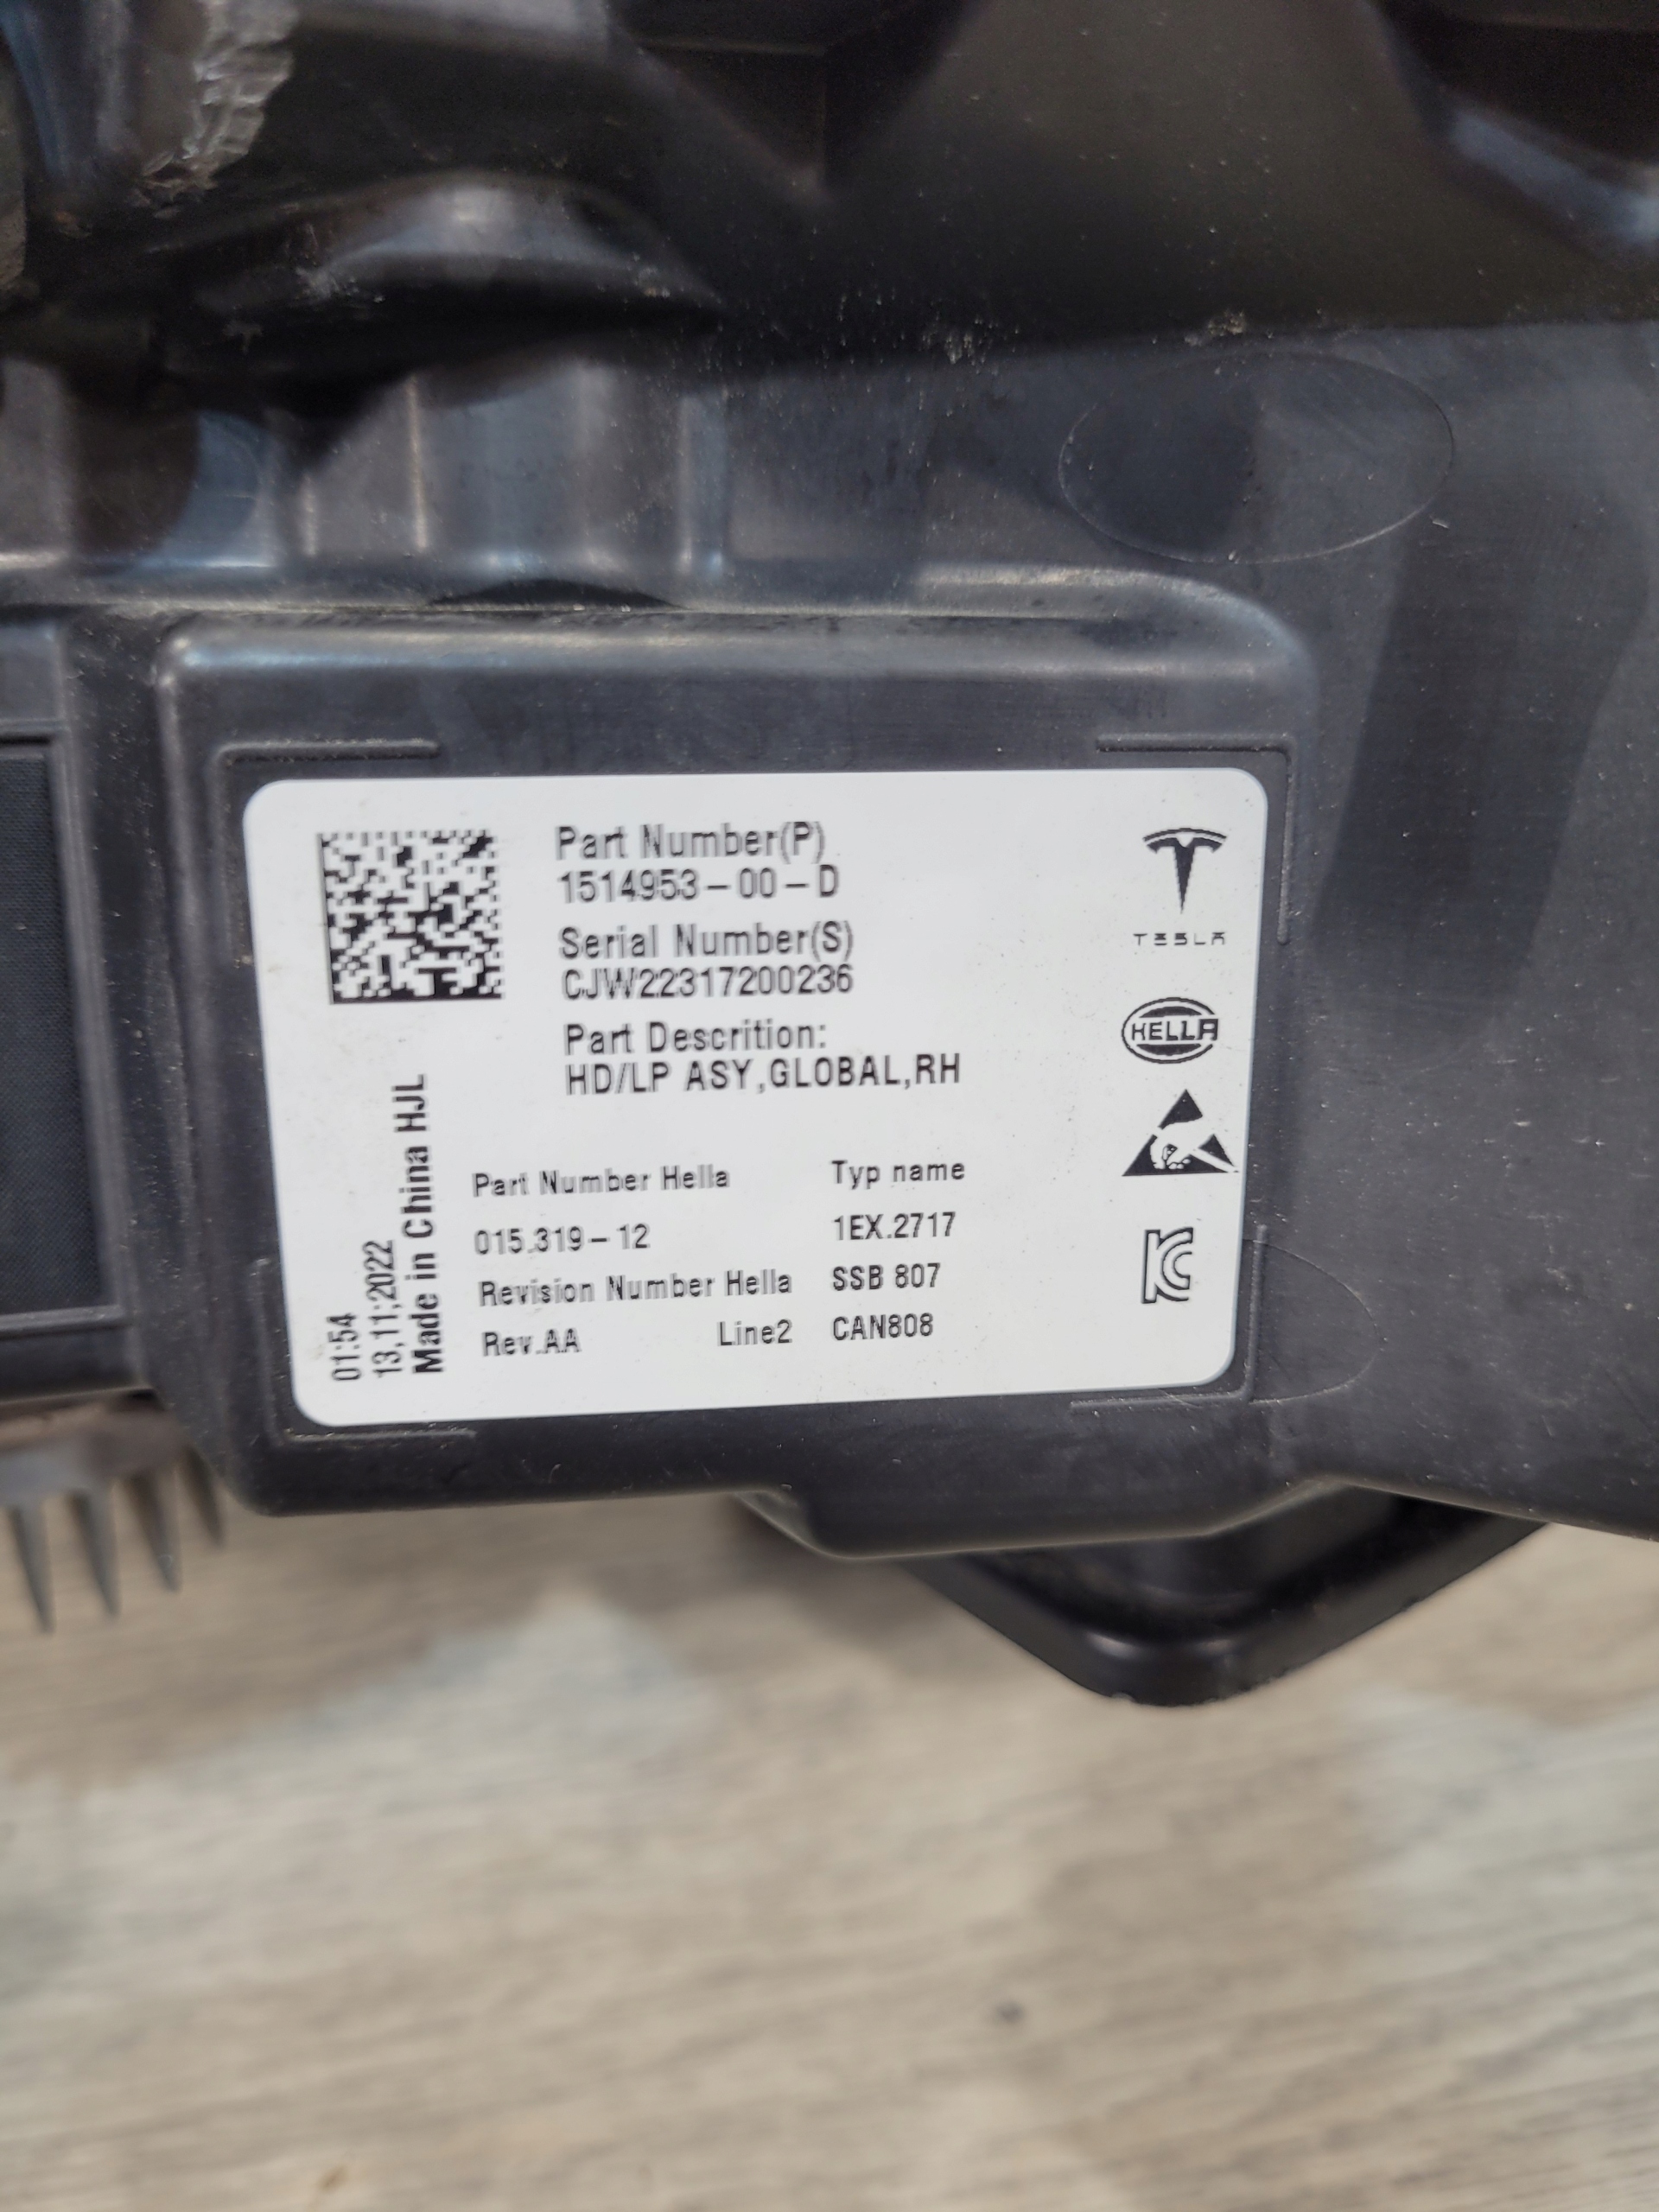 Part Number(P)
1514953-00-D
Serial Number(S)
CJW22317200236
Part Descrition:
HD/LP ASY,GLOBAL,RH
Part Number Hella
Typ name
015.319-12
1EX.2717
Revision Number Hella
SSB 807
Rev.AA
Line2
CAN808
01:54
13,11,2022
Made in China HJL
TESLA
HELLA